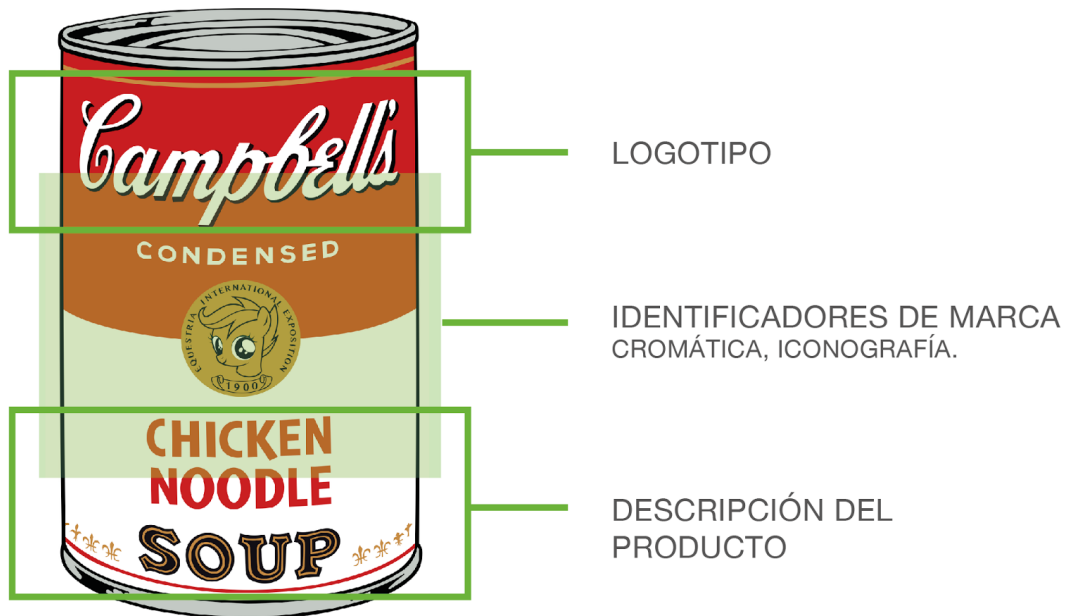 Campbell's
LOGOTIPO
CONDENSED
EQUESTRIA INTERNATIONAL EXPOSITION
1900
IDENTIFICADORES DE MARCA
CROMÁTICA, ICONOGRAFÍA.
CHICKEN
NOODLE
SOUP
DESCRIPCIÓN DEL
PRODUCTO